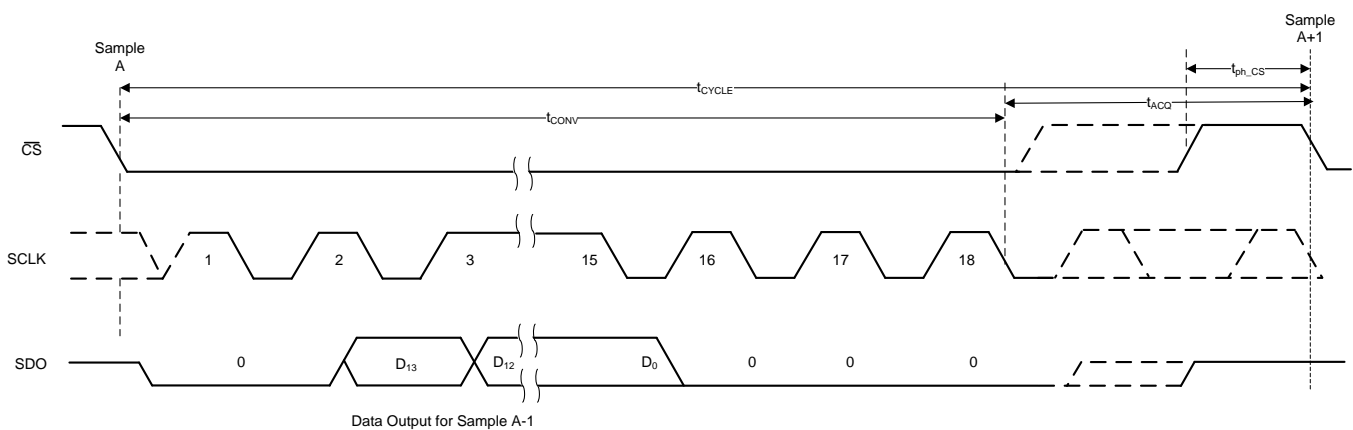 Sample
A
Sample
A+1
tph_CS
tCYCLE
tACQ
tCONV
CS
SCLK
1
2
3
15
16
17
18
SDO
0
D13
D12
D0
0
0
0
Data Output for Sample A-1